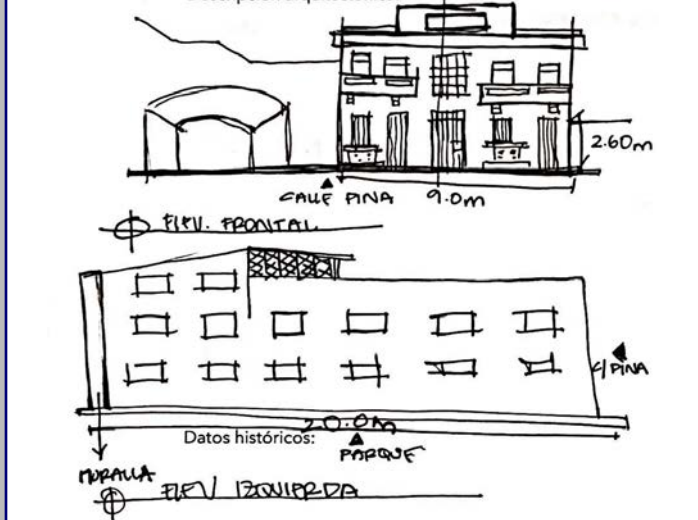 2.60m
CALLE PINA 9.0m
ELEV. FRONTAL
C/ PINA
20.0m
Datos históricos:
PARQUE
MURALLA
ELEV IZQUIERDA